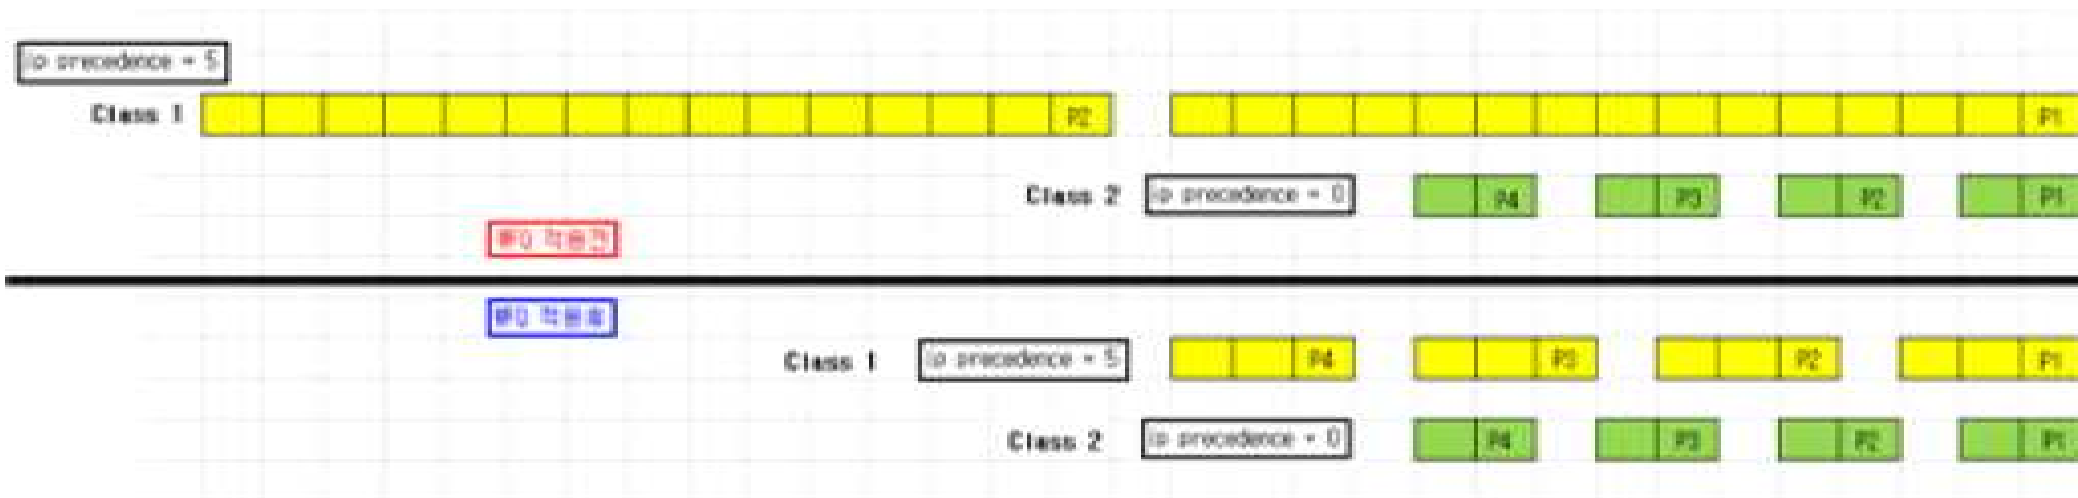 ip precedence = 5
Class 1
P2
P1
Class 2
ip precedence = 0
P4
P3
P2
P1
Class 1
ip precedence = 5
P4
P3
P2
P1
Class 2
ip precedence = 0
P4
P3
P2
P1